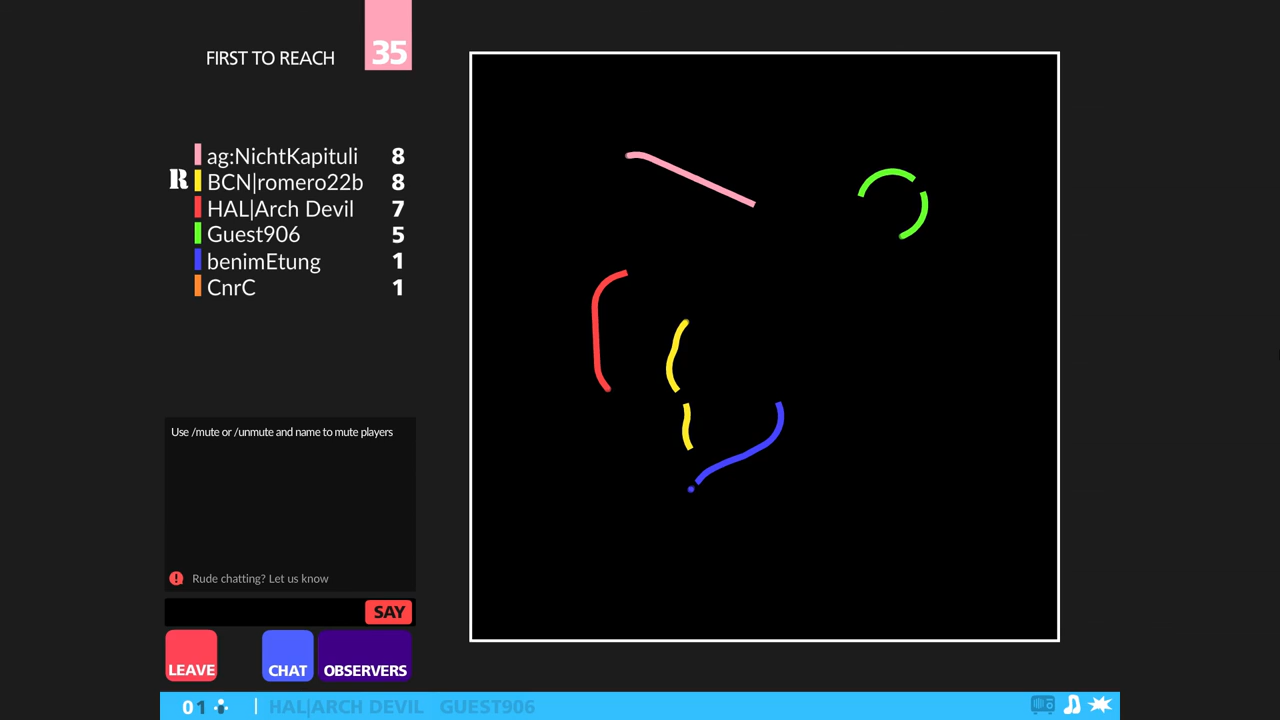 FIRST TO REACH 35
ag:NichtKapituli 8
R BCN|romero22b 8
HAL|Arch Devil 7
Guest906 5
benimEtung 1
CnrC 1
Use /mute or /unmute and name to mute players
Rude chatting? Let us know
SAY
LEAVE CHAT OBSERVERS
01 HAL|ARCH DEVIL GUEST906